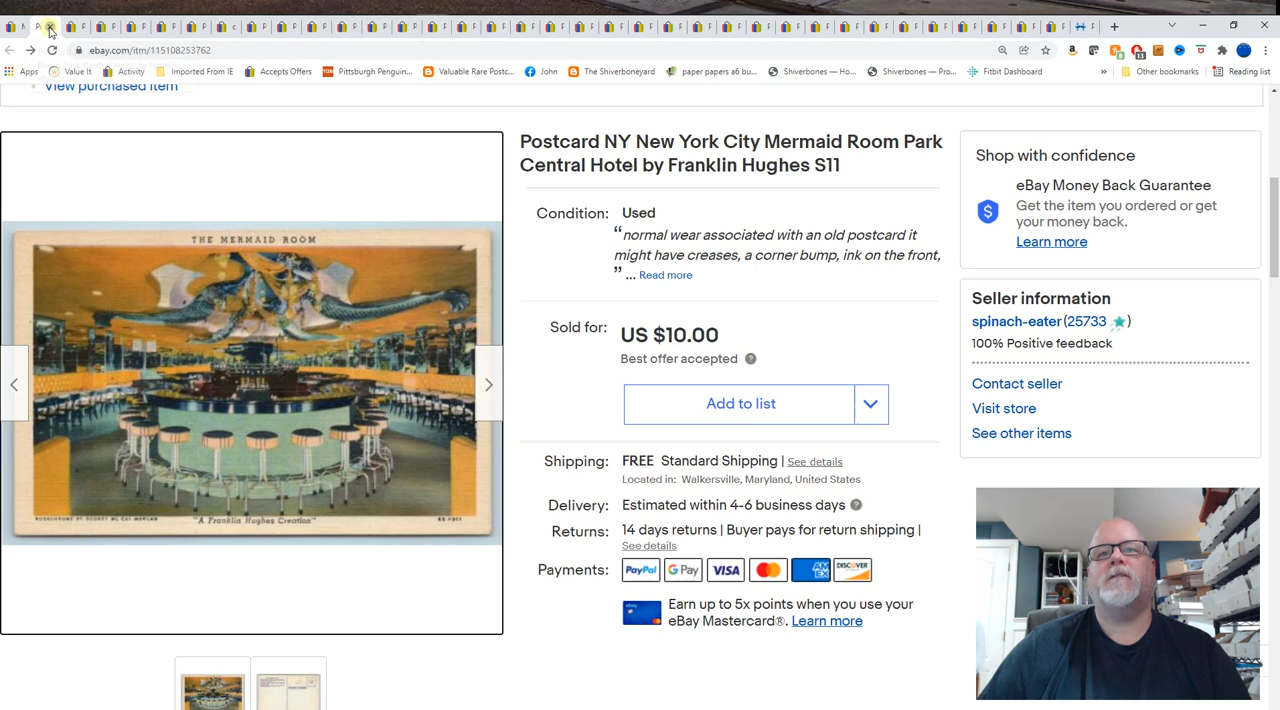 ebay.com/itm/115108253762
Apps
Value It
Activity
Imported From IE
Accepts Offers
Pittsburgh Penguin...
Valuable Rare Postc...
John
The Shiverboneyard
paper papers a6 bu...
Shiverbones — Ho...
Shiverbones — Pro...
Fitbit Dashboard
»
Other bookmarks
Reading list
View purchased item
THE MERMAID ROOM
"A Franklin Hughes Creation"
Postcard NY New York City Mermaid Room Park
Central Hotel by Franklin Hughes S11
Condition: Used
“normal wear associated with an old postcard it
might have creases, a corner bump, ink on the front,
” ... Read more
Sold for: US $10.00
Best offer accepted
Add to list
Shipping: FREE Standard Shipping | See details
Located in: Walkersville, Maryland, United States
Delivery: Estimated within 4-6 business days
Returns: 14 days returns | Buyer pays for return shipping |
See details
Payments: PayPal G Pay VISA AMEX DISCOVER
Earn up to 5x points when you use your
eBay Mastercard®. Learn more
Shop with confidence
eBay Money Back Guarantee
Get the item you ordered or get
your money back.
Learn more
Seller information
spinach-eater (25733)
100% Positive feedback
Contact seller
Visit store
See other items